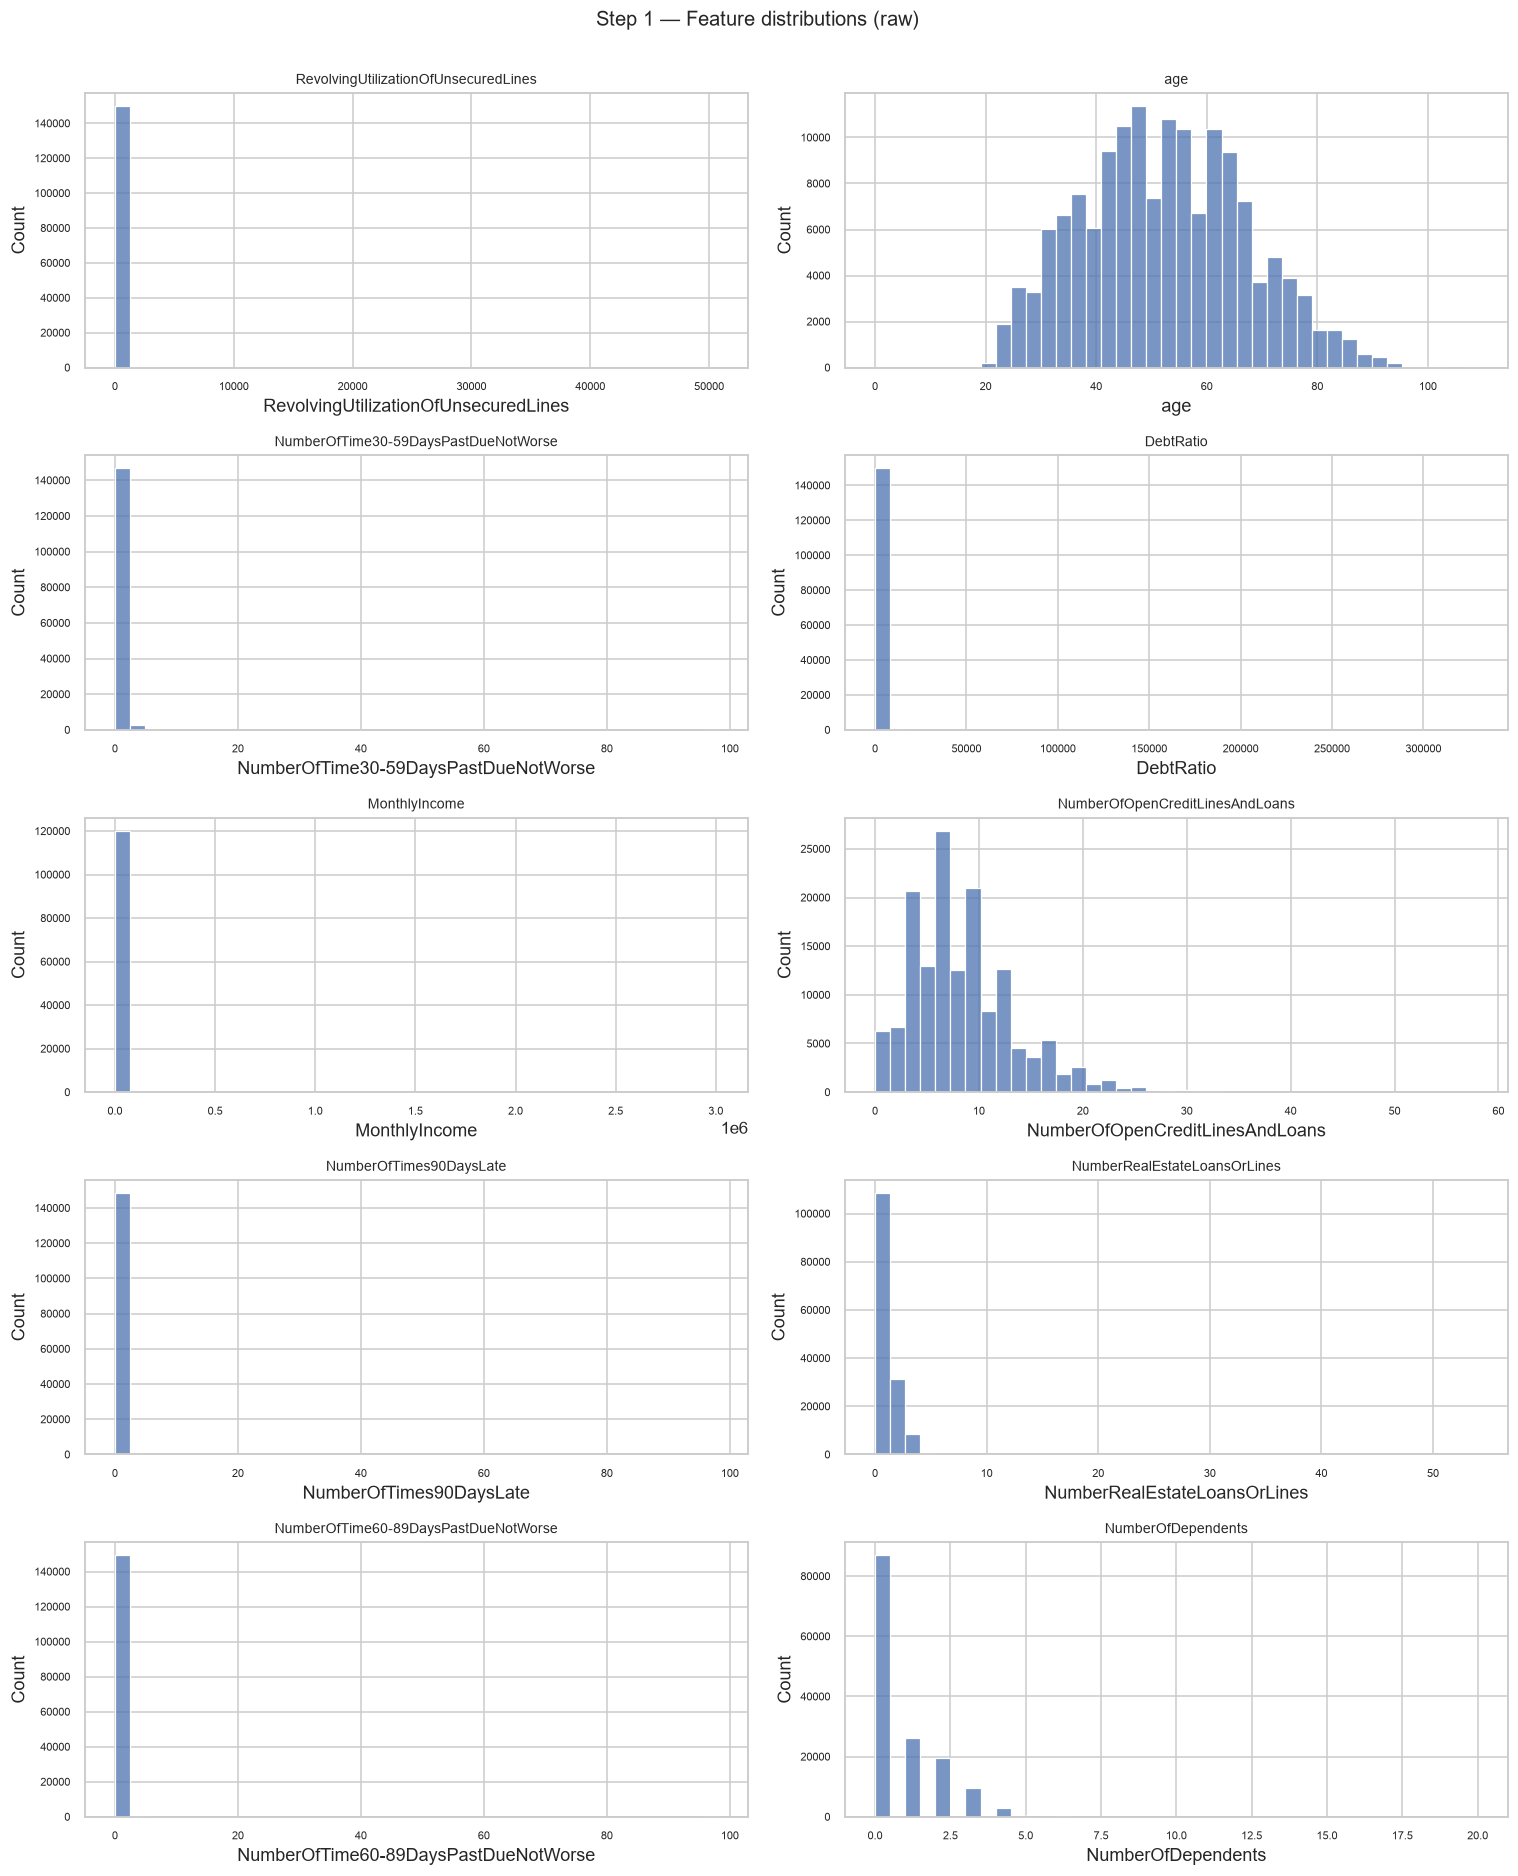 Step 1 — Feature distributions (raw)
RevolvingUtilizationOfUnsecuredLines
Count
140000
120000
100000
80000
60000
40000
20000
0
0 10000 20000 30000 40000 50000
RevolvingUtilizationOfUnsecuredLines
age
Count
10000
8000
6000
4000
2000
0
0 20 40 60 80 100
age
NumberOfTime30-59DaysPastDueNotWorse
Count
140000
120000
100000
80000
60000
40000
20000
0
0 20 40 60 80 100
NumberOfTime30-59DaysPastDueNotWorse
DebtRatio
Count
140000
120000
100000
80000
60000
40000
20000
0
0 50000 100000 150000 200000 250000 300000
DebtRatio
MonthlyIncome
Count
120000
100000
80000
60000
40000
20000
0
0.0 0.5 1.0 1.5 2.0 2.5 3.0
1e6
MonthlyIncome
NumberOfOpenCreditLinesAndLoans
Count
25000
20000
15000
10000
5000
0
0 10 20 30 40 50 60
NumberOfOpenCreditLinesAndLoans
NumberOfTimes90DaysLate
Count
140000
120000
100000
80000
60000
40000
20000
0
0 20 40 60 80 100
NumberOfTimes90DaysLate
NumberRealEstateLoansOrLines
Count
100000
80000
60000
40000
20000
0
0 10 20 30 40 50
NumberRealEstateLoansOrLines
NumberOfTime60-89DaysPastDueNotWorse
Count
140000
120000
100000
80000
60000
40000
20000
0
0 20 40 60 80 100
NumberOfTime60-89DaysPastDueNotWorse
NumberOfDependents
Count
80000
60000
40000
20000
0
0.0 2.5 5.0 7.5 10.0 12.5 15.0 17.5 20.0
NumberOfDependents